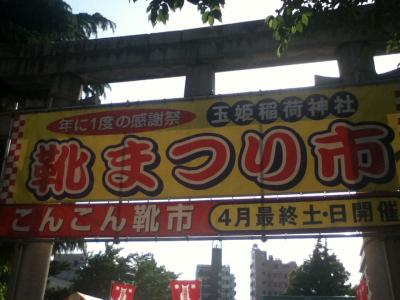 年に1度の感謝祭
玉姫稲荷神社
靴まつり市
こんこん靴市
4月最終土・日開催